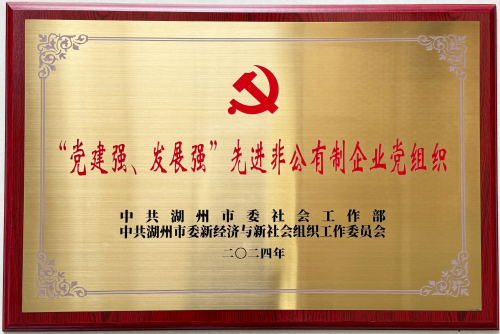 “党建强、发展强”先进非公有制企业党组织
中共湖州市委社会工作部
中共湖州市委新经济与新社会组织工作委员会
二〇二四年